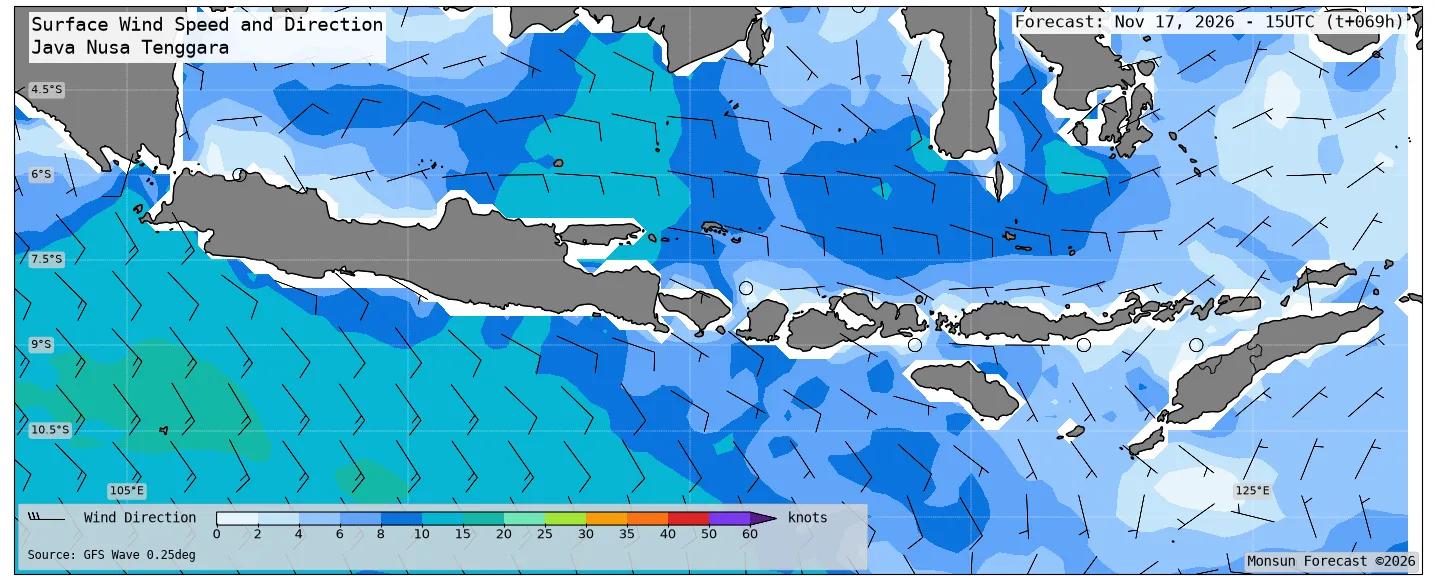 Surface Wind Speed and Direction
Java Nusa Tenggara
Forecast: Nov 17, 2026 - 15UTC (t+069h)
4.5°S
6°S
7.5°S
9°S
10.5°S
105°E
125°E
Wind Direction
knots
0 2 4 6 8 10 15 20 25 30 35 40 50 60
Source: GFS Wave 0.25deg
Monsun Forecast ©2026